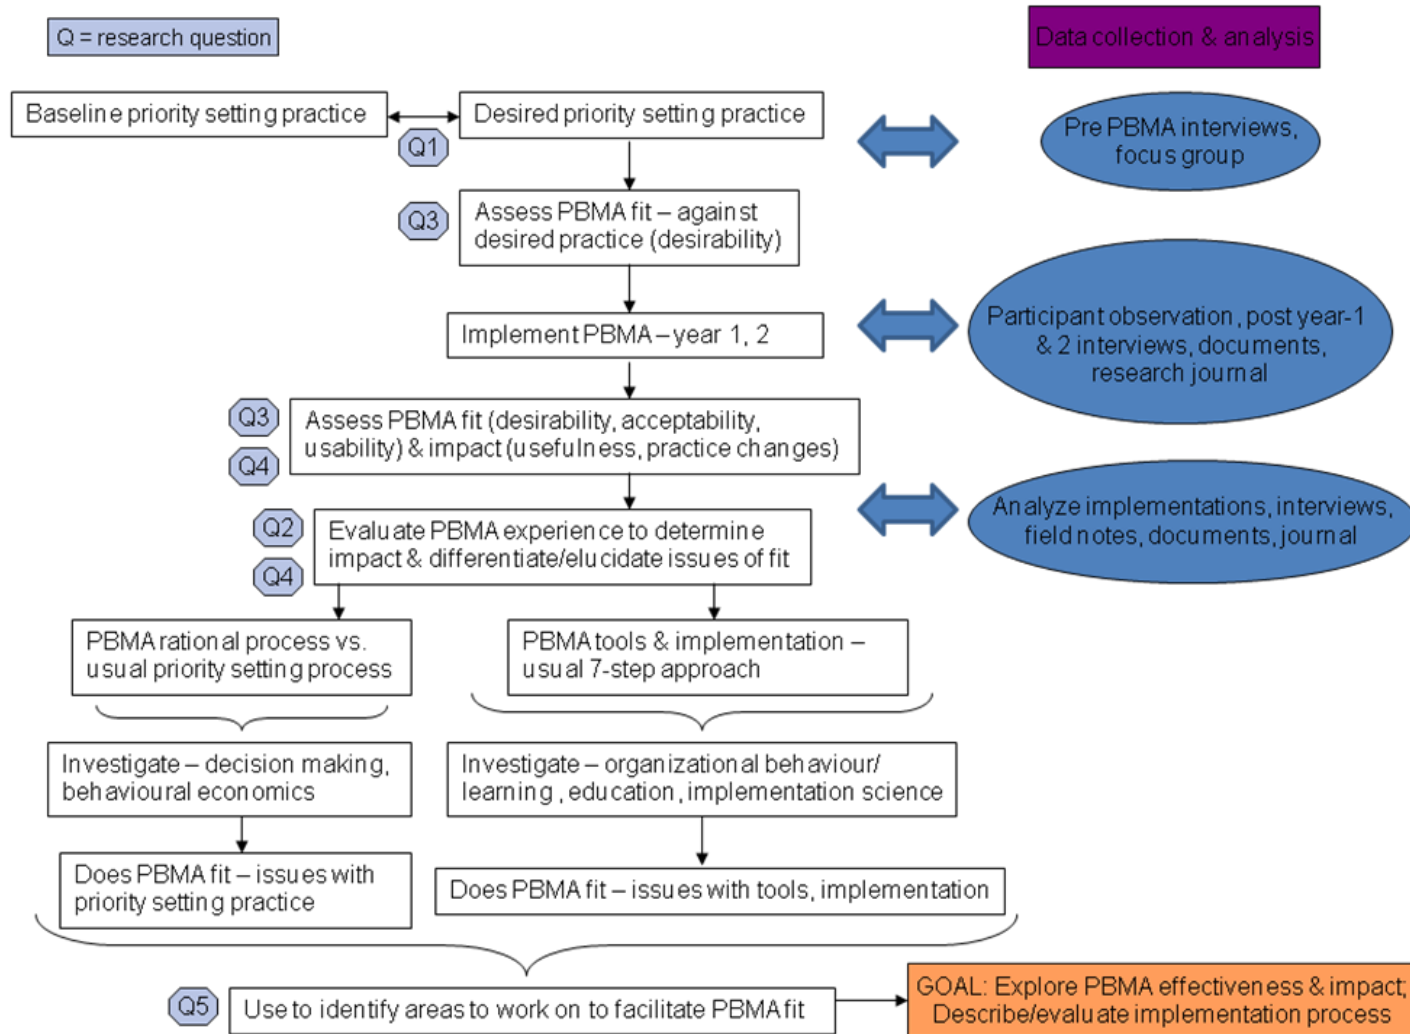 Q = research question
Data collection & analysis
Baseline priority setting practice
Desired priority setting practice
Q1
Pre PBMA interviews,
focus group
Q3
Assess PBMA fit – against
desired practice (desirability)
Implement PBMA – year 1, 2
Participant observation, post year-1
& 2 interviews, documents,
research journal
Q3
Q4
Assess PBMA fit (desirability, acceptability,
usability) & impact (usefulness, practice changes)
Analyze implementations, interviews,
field notes, documents, journal
Q2
Q4
Evaluate PBMA experience to determine
impact & differentiate/elucidate issues of fit
PBMA rational process vs.
usual priority setting process
PBMA tools & implementation –
usual 7-step approach
Investigate – decision making,
behavioural economics
Investigate – organizational behaviour/
learning, education, implementation science
Does PBMA fit – issues with
priority setting practice
Does PBMA fit – issues with tools, implementation
Q5
Use to identify areas to work on to facilitate PBMA fit
GOAL: Explore PBMA effectiveness & impact;
Describe/evaluate implementation process